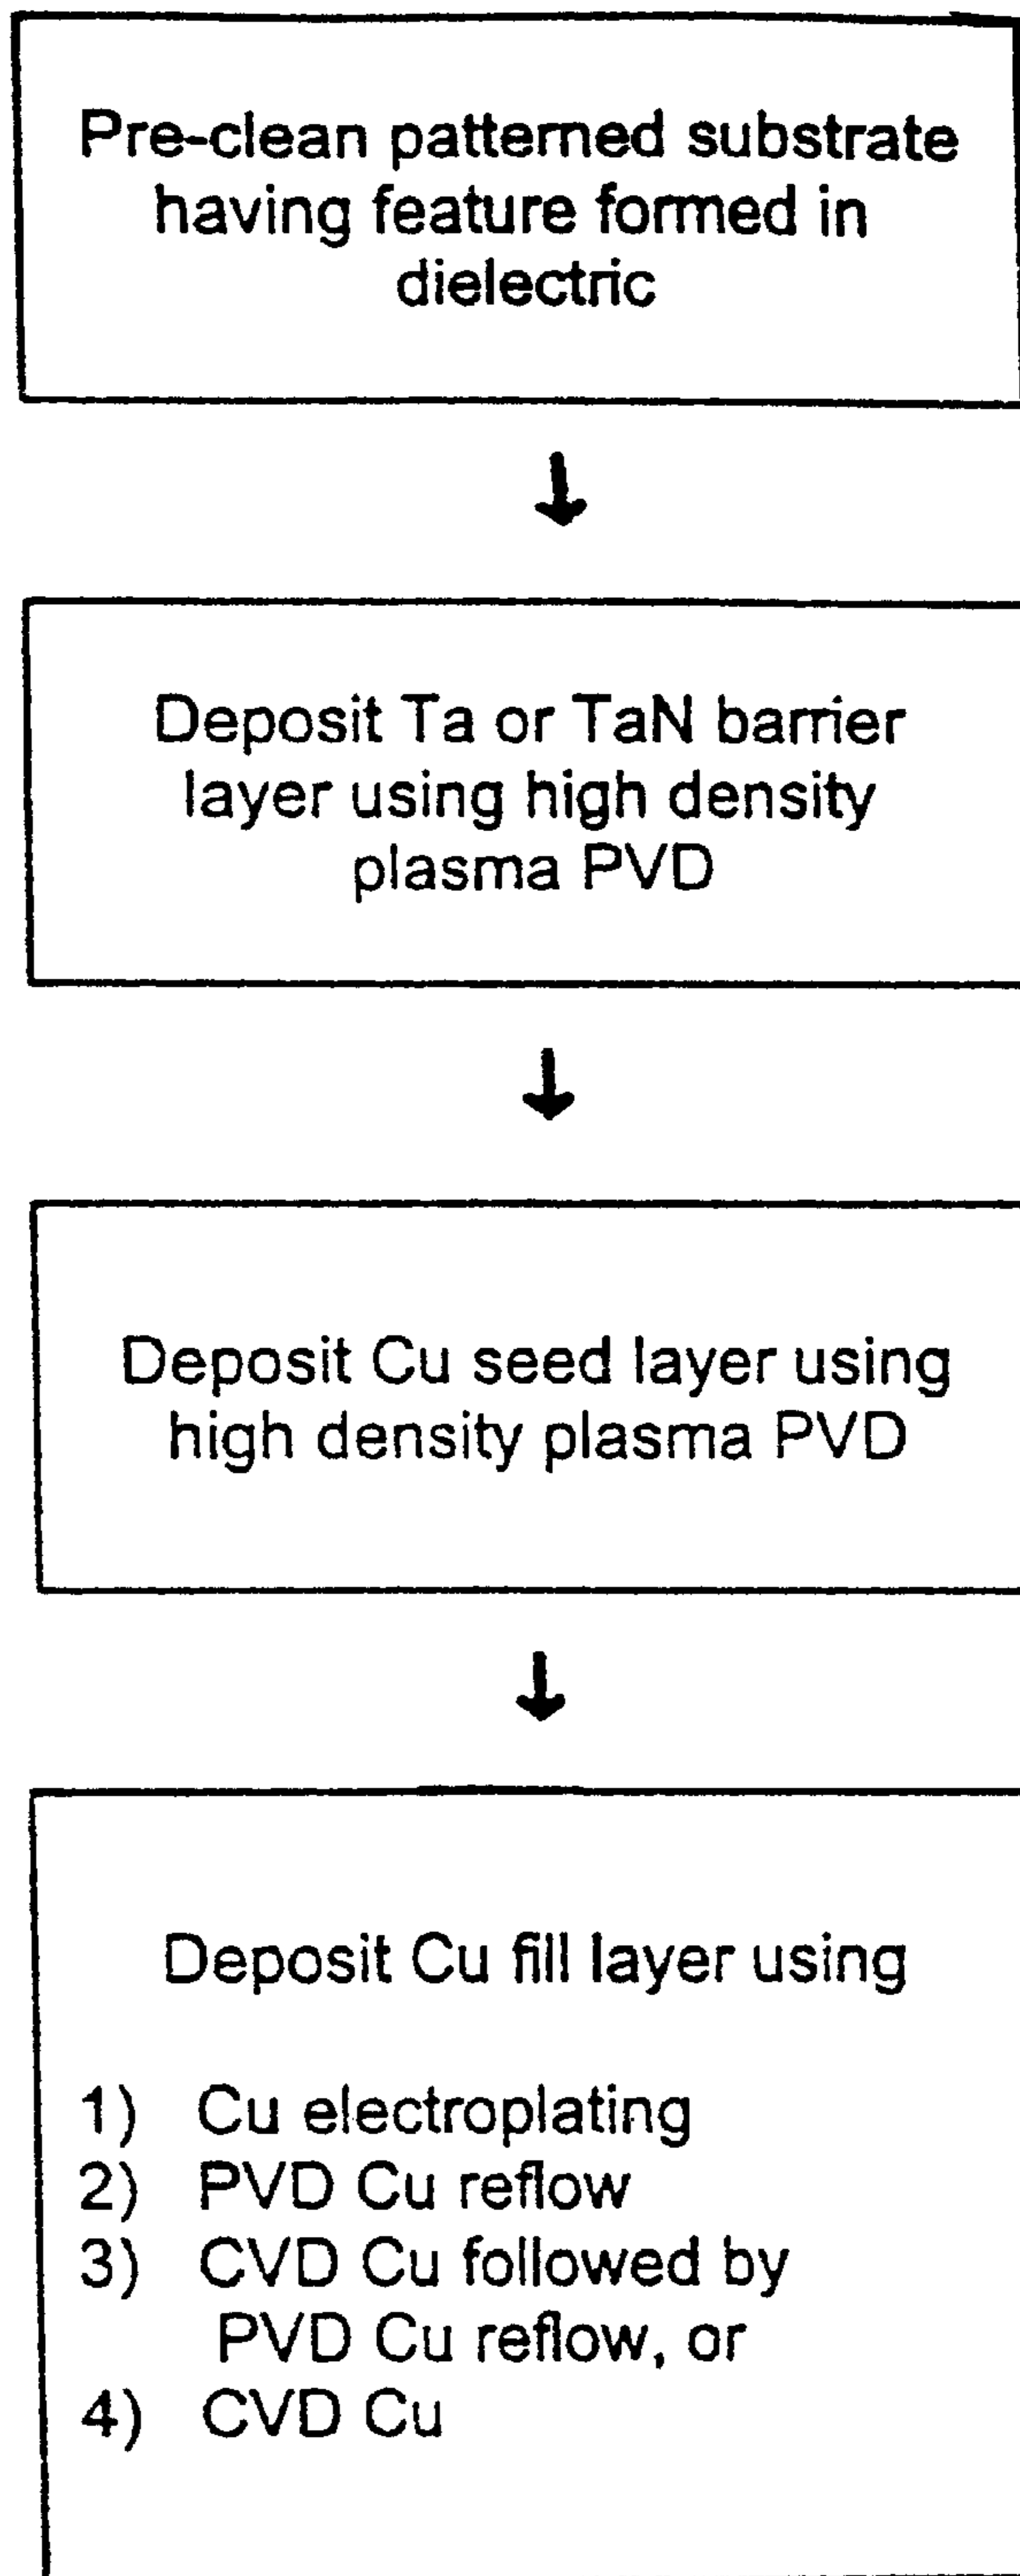 Pre-clean patterned substrate
having feature formed in
dielectric
↓
Deposit Ta or TaN barrier
layer using high density
plasma PVD
↓
Deposit Cu seed layer using
high density plasma PVD
↓
Deposit Cu fill layer using
1) Cu electroplating
2) PVD Cu reflow
3) CVD Cu followed by
PVD Cu reflow, or
4) CVD Cu